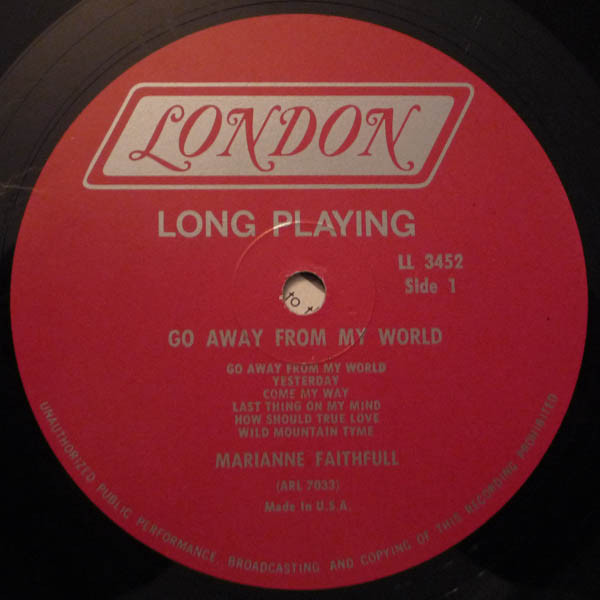 LONDON
LONG PLAYING
LL 3452
Side 1
to t
GO AWAY FROM MY WORLD
GO AWAY FROM MY WORLD
YESTERDAY
COME MY WAY
LAST THING ON MY MIND
HOW SHOULD TRUE LOVE
WILD MOUNTAIN TYME
MARIANNE FAITHFULL
(ARL 7033)
Made In U.S.A.
UNAUTHORIZED PUBLIC PERFORMANCE, BROADCASTING AND COPYING OF THIS RECORDING PROHIBITED